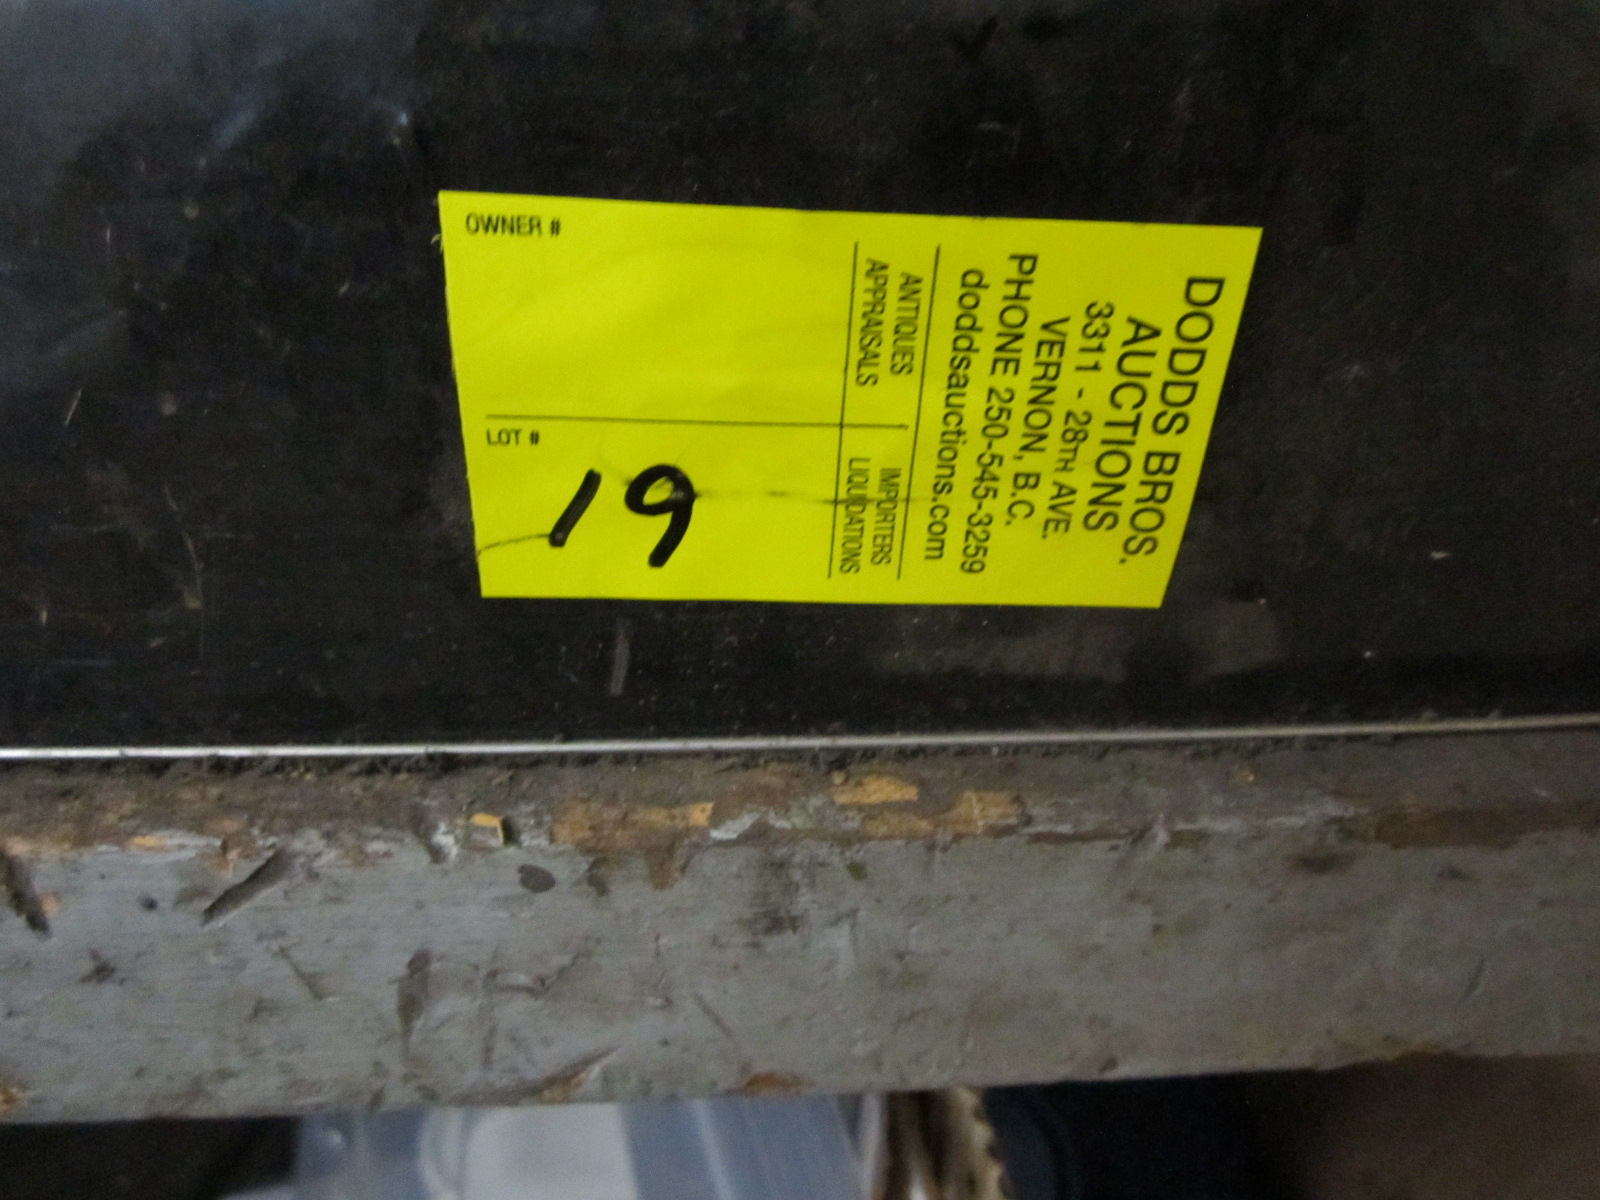 DODDS BROS.
AUCTIONS
3311 - 28TH AVE.
VERNON, B.C.
PHONE 250-545-3259
doddsauctions.com
ANTIQUES IMPORTERS
APPRAISALS LIQUIDATIONS
OWNER #
LOT #
19